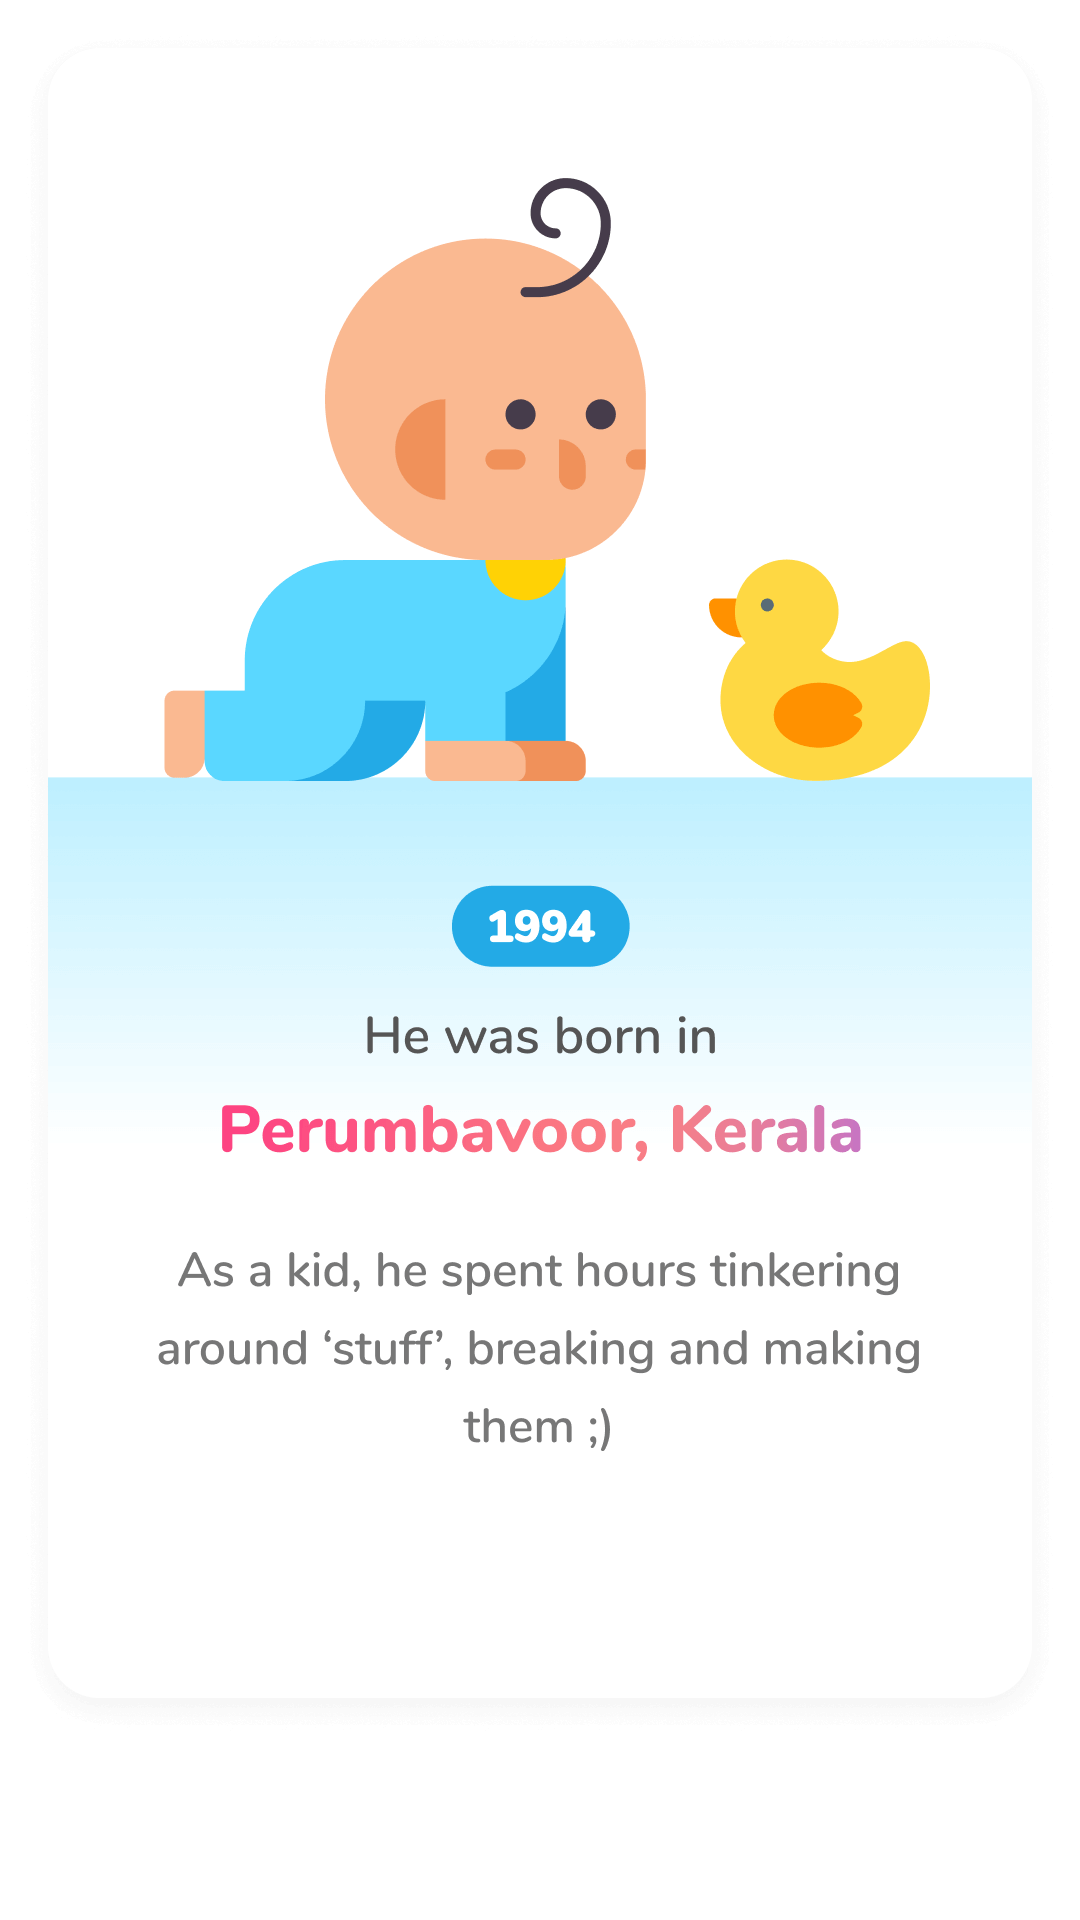 1994
He was born in
Perumbavoor, Kerala
As a kid, he spent hours tinkering
around ‘stuff’, breaking and making
them ;)